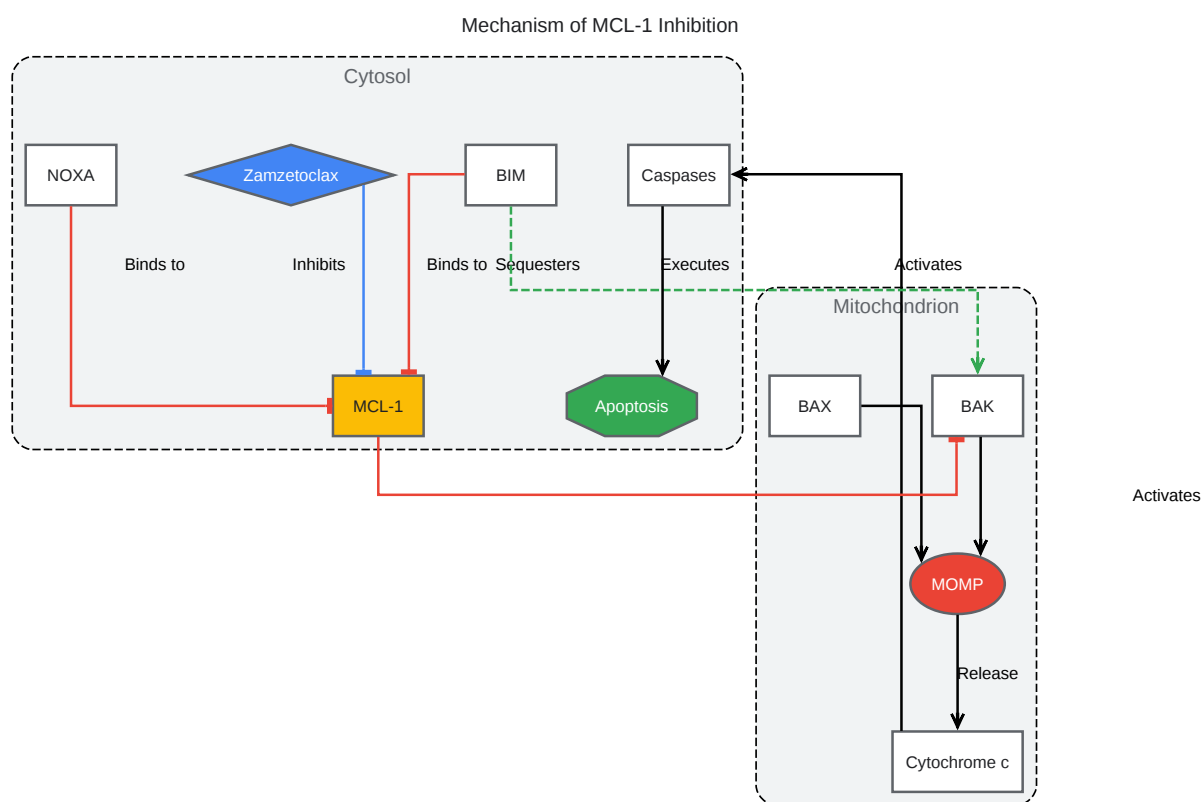 Mechanism of MCL-1 Inhibition
Cytosol
NOXA
Zamzetoclax
BIM
Caspases
Binds to
Inhibits
Binds to
Sequesters
Executes
Activates
Mitochondrion
MCL-1
Apoptosis
BAX
BAK
Activates
MOMP
Release
Cytochrome c